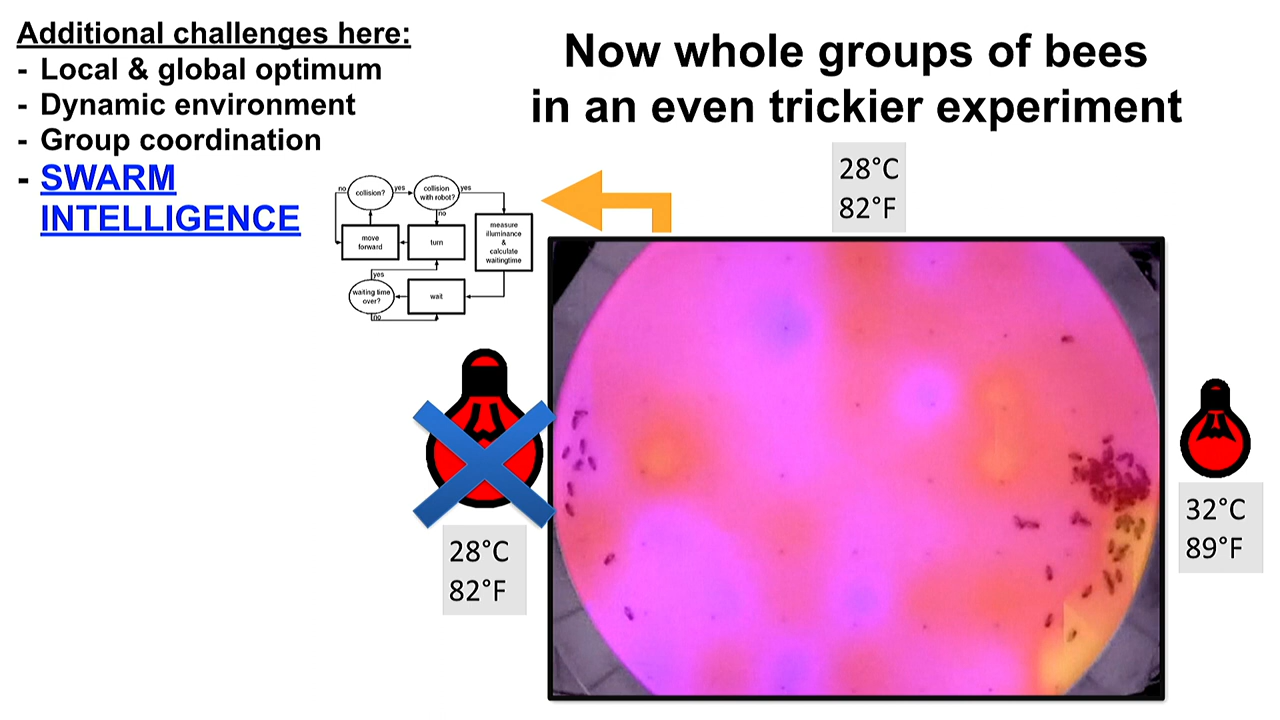 Additional challenges here:
- Local & global optimum
- Dynamic environment
- Group coordination
- SWARM
INTELLIGENCE
Now whole groups of bees
in an even trickier experiment
28°C
82°F
no
collision?
yes
collision
with robot?
yes
no
move
forward
turn
measure
illuminance
&
calculate
waitingtime
yes
waiting time
over?
wait
no
28°C
82°F
32°C
89°F